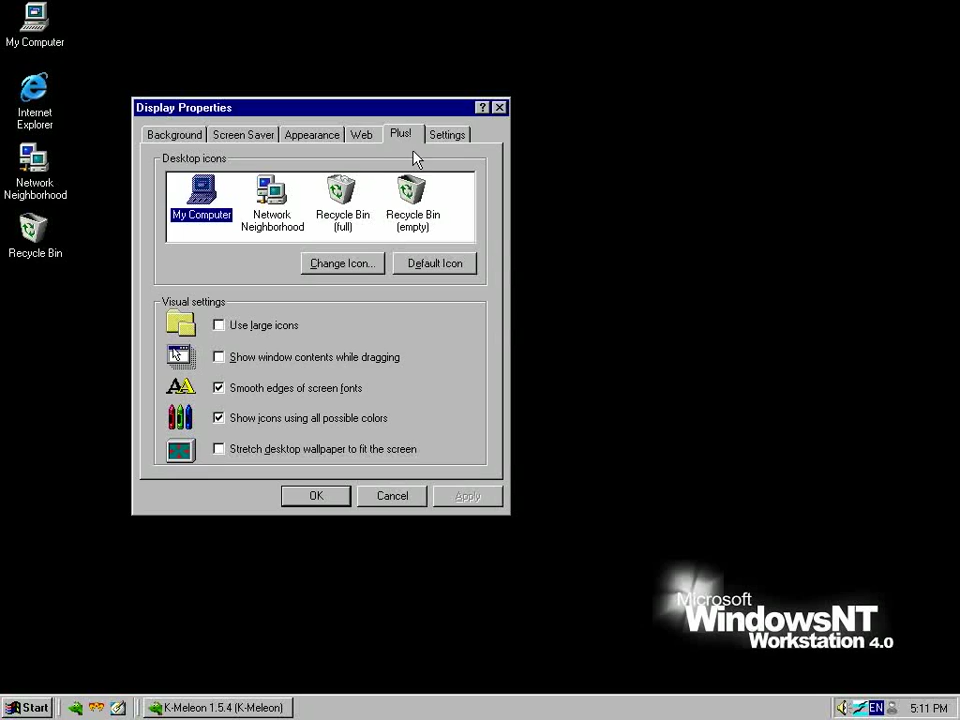 My Computer
Internet
Explorer
Network
Neighborhood
Recycle Bin
Display Properties
Background
Screen Saver
Appearance
Web
Plus!
Settings
Desktop icons
My Computer
Network
Neighborhood
Recycle Bin
(full)
Recycle Bin
(empty)
Change Icon...
Default Icon
Visual settings
Use large icons
Show window contents while dragging
Smooth edges of screen fonts
Show icons using all possible colors
Stretch desktop wallpaper to fit the screen
OK
Cancel
Apply
Microsoft
WindowsNT
Workstation 4.0
Start
K-Meleon 1.5.4 (K-Meleon)
EN
5:11 PM